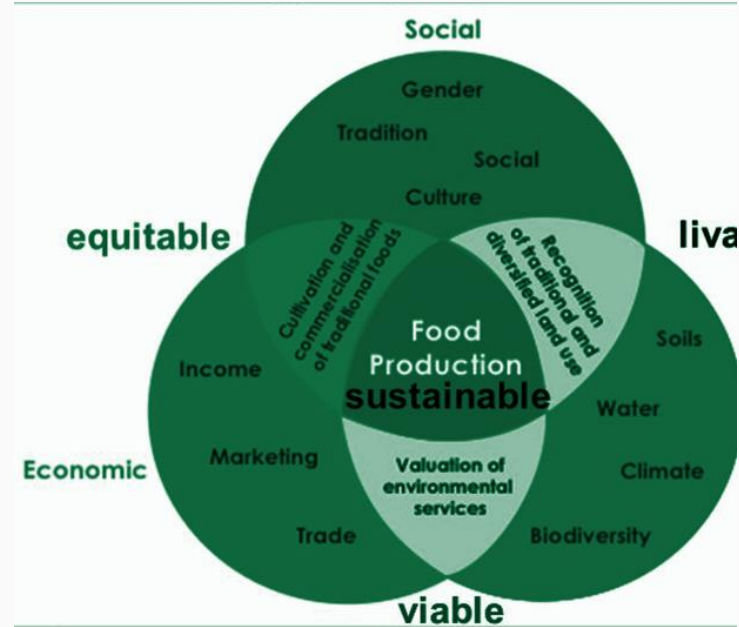 Social
Gender
Tradition
Social
Culture
equitable
liva
Cultivation and
commercialisation
of traditional foods
Recognition
of traditional and
diversified land use
Food
Production
sustainable
Soils
Income
Water
Marketing
Economic
Valuation of
environmental
services
Climate
Trade
Biodiversity
viable